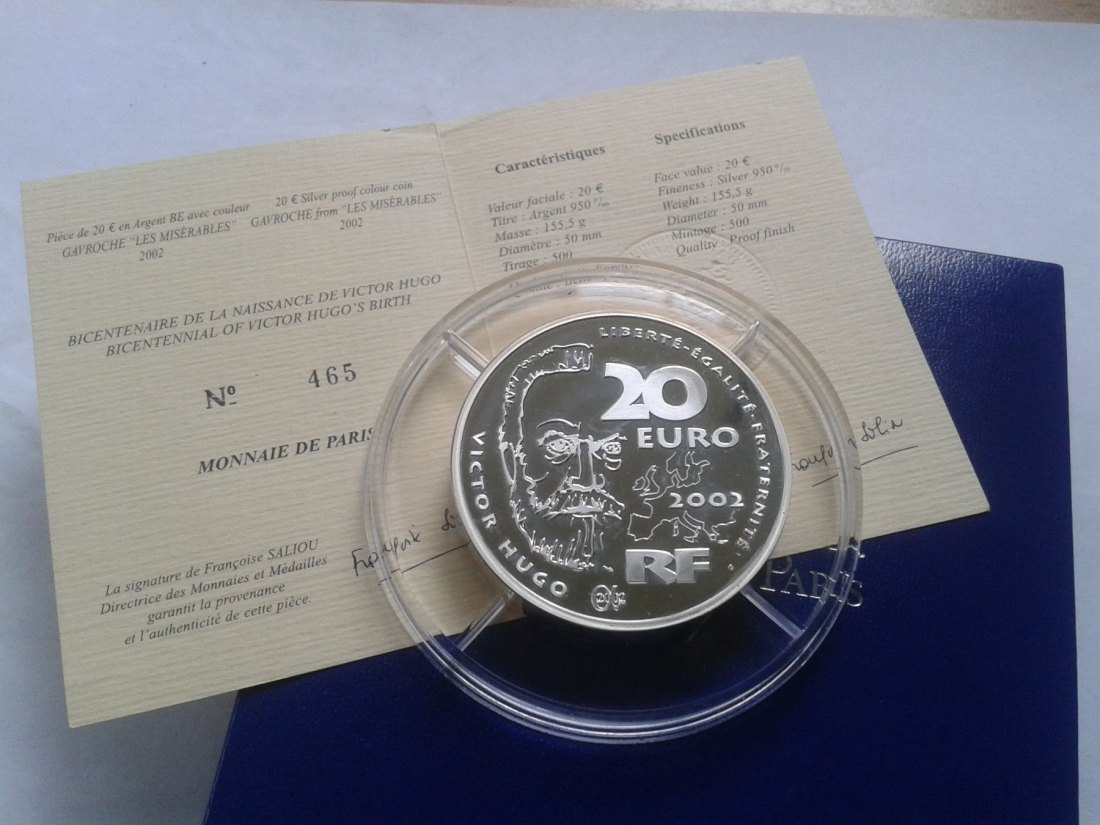 Pièce de 20 € en Argent BE avec couleur
GAVROCHE "LES MISÈRABLES"
2002
20 € Silver proof colour coin
GAVROCHE from "LES MISÈRABLES"
2002
BICENTENAIRE DE LA NAISSANCE DE VICTOR HUGO
BICENTENNIAL OF VICTOR HUGO'S BIRTH
Nº 465
MONNAIE DE PARIS
La signature de Françoise SALIOU
Directrice des Monnaies et Médailles
garantit la provenance
et l'authenticité de cette pièce.
Caractéristiques
Valeur faciale : 20 €
Titre : Argent 950 °/₀₀
Masse : 155,5 g
Diamètre : 50 mm
Tirage : 500
Specifications
Face value : 20 €
Fineness : Silver 950 °/₀₀
Weight : 155,5 g
Diameter : 50 mm
Mintage : 500
Quality : Proof finish
LIBERTÉ-ÉGALITÉ-FRATERNITÉ
20
EURO
2002
RF
VICTOR HUGO
PARIS